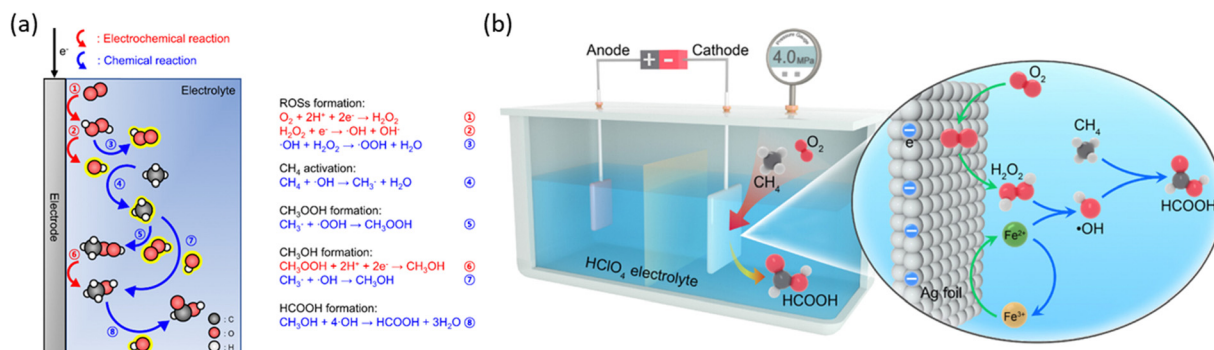 (a)
e⁻
: Electrochemical reaction
: Chemical reaction
Electrolyte
①
②
③
④
⑤
⑥
⑦
⑧
Electrode
: C
: O
: H
ROSs formation:
O₂ + 2H⁺ + 2e⁻ → H₂O₂ ①
H₂O₂ + e⁻ → ·OH + OH⁻ ②
·OH + H₂O₂ → ·OOH + H₂O ③
CH₄ activation:
CH₄ + ·OH → CH₃· + H₂O ④
CH₃OOH formation:
CH₃· + ·OOH → CH₃OOH ⑤
CH₃OH formation:
CH₃OOH + 2H⁺ + 2e⁻ → CH₃OH ⑥
CH₃· + ·OH → CH₃OH ⑦
HCOOH formation:
CH₃OH + 4·OH → HCOOH + 3H₂O ⑧
(b)
Anode
+ −
Cathode
Pressure Gauge
4.0MPa
O₂
CH₄
HClO₄ electrolyte
HCOOH
O₂
e⁻
CH₄
H₂O₂
HCOOH
•OH
Fe²⁺
Ag foil
Fe³⁺